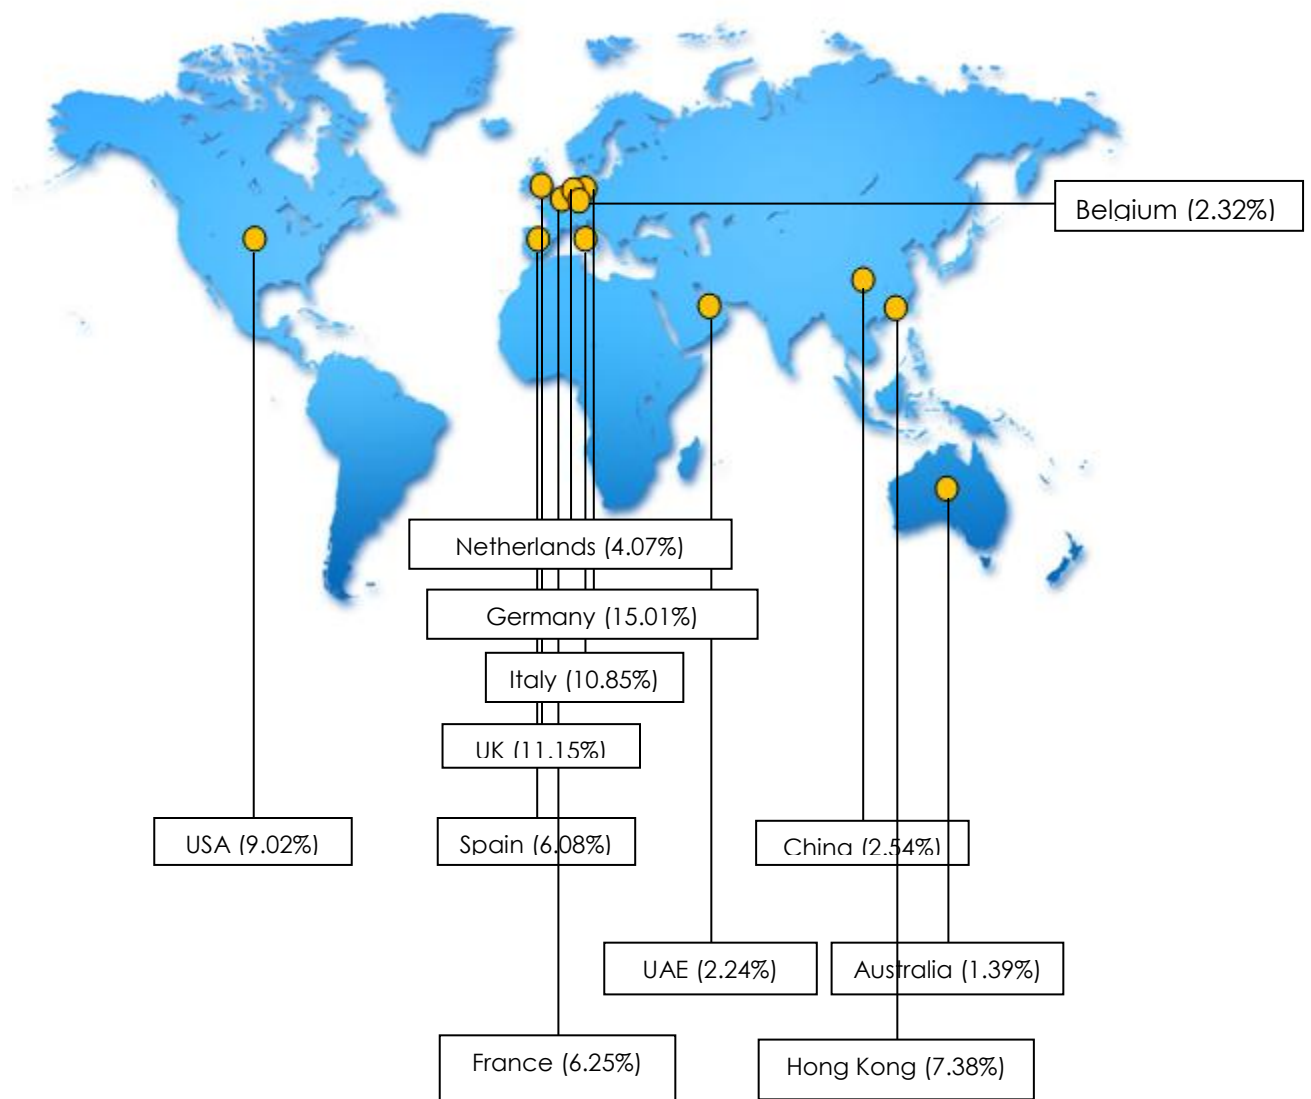 Belgium (2.32%)
Netherlands (4.07%)
Germany (15.01%)
Italy (10.85%)
UK (11.15%)
USA (9.02%)
Spain (6.08%)
China (2.54%)
UAE (2.24%)
Australia (1.39%)
France (6.25%)
Hong Kong (7.38%)